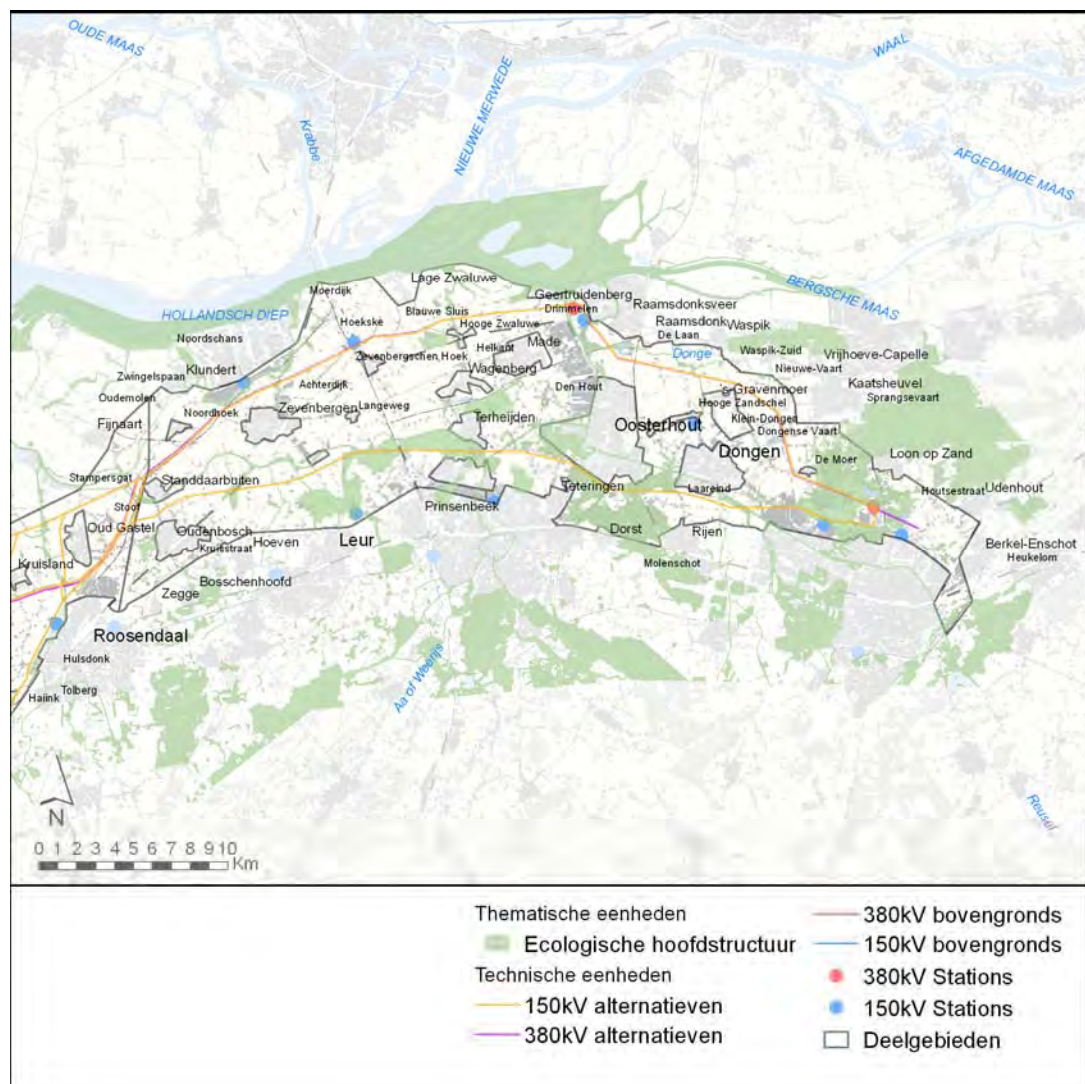 OUDE MAAS
WAAL
NIEUWE MERWEDE
Krabbe
AFGEDAMDE MAAS
Lage Zwaluwe
Moerdijk
BERGSCHE MAAS
Geertruidenberg
Drimmelen
Raamsdonksveer
Blauwe Sluis
HOLLANDSCH DIEP
Hoekske
Raamsdonk
Waspik
Hooge Zwaluwe
De Laan
Noordschans
Helkant
Made
Donge
Waspik-Zuid
Vrijhoeve-Capelle
Zevenbergschen Hoek
Nieuwe-Vaart
Klundert
Wagenberg
Zwingelspaan
Achterdijk
Den Hout
's Gravenmoer
Kaatsheuvel
Sprangsevaart
Oudemolen
Langeweg
Hooge Zandschel
Noordhoek
Zevenbergen
Terheijden
Klein-Dongen
Fijnaart
Oosterhout
Dongense Vaart
Dongen
Loon op Zand
De Moer
Stampersgat
Standdaarbuiten
Teteringen
Laareind
Houtsestraat
Udenhout
Stoof
Prinsenbeek
Oud Gastel
Oudenbosch
Dorst
Rijen
Hoeven
Leur
Kruisstraat
Berkel-Enschot
Heukelom
Kruisland
Molenschot
Bosschenhoofd
Zegge
Roosendaal
Hulsdonk
Aa of Weerijs
Tolberg
Haiink
Reusel
N
0 1 2 3 4 5 6 7 8 9 10
Km
Thematische eenheden
Ecologische hoofdstructuur
Technische eenheden
150kV alternatieven
380kV alternatieven
380kV bovengronds
150kV bovengronds
380kV Stations
150kV Stations
Deelgebieden